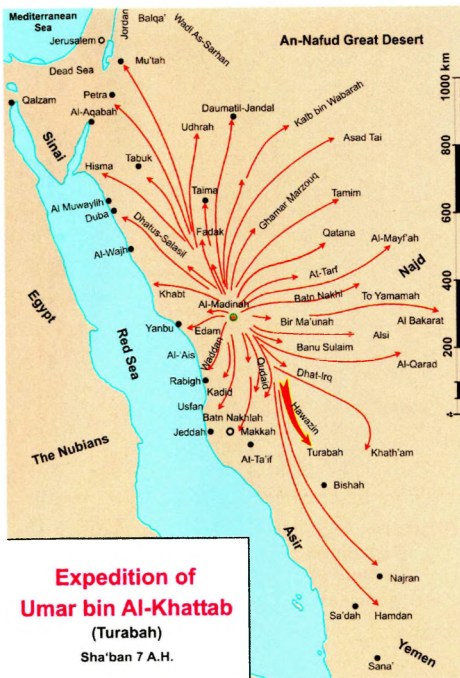 Mediterranean
Sea
Jordan
Balqa'
Wadi As-Sarhan
An-Nafud Great Desert
Jerusalem
Mu'tah
Dead Sea
Petra
Qalzam
Al-Aqabah
Daumatil-Jandal
Kalb bin Wabarah
Udhrah
Asad Tai
Sinai
Tabuk
Hisma
Taima
Ghamar Marzouq
Tamim
Al Muwaylih
Duba
Dhatus-Salasil
Fadak
Qatana
Al-Mayf'ah
Al-Wajh
At-Tarf
Najd
Khabt
Al-Madinah
Batn Nakhl
To Yamamah
Egypt
Red Sea
Yanbu
Edam
Bir Ma'unah
Al Bakarat
Waddan
Banu Sulaim
Alsi
Al-'Ais
Qudaid
Dhat-Irq
Al-Qarad
Rabigh
Kadid
Usfan
Hawazin
Batn Nakhlah
Jeddah
Makkah
The Nubians
At-Ta'if
Turabah
Khath'am
Bishah
Asir
Najran
Sa'dah
Hamdan
Yemen
Sana'
1000 km
800
600
400
200
Expedition of
Umar bin Al-Khattab
(Turabah)
Sha'ban 7 A.H.